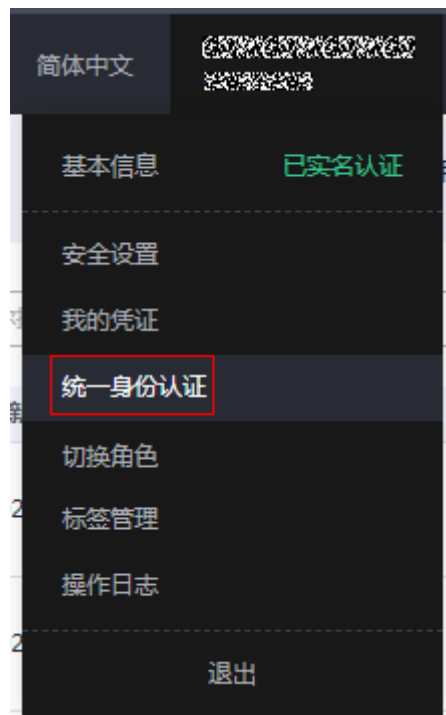 简体中文
基本信息 已实名认证
安全设置
我的凭证
统一身份认证
切换角色
标签管理
操作日志
退出